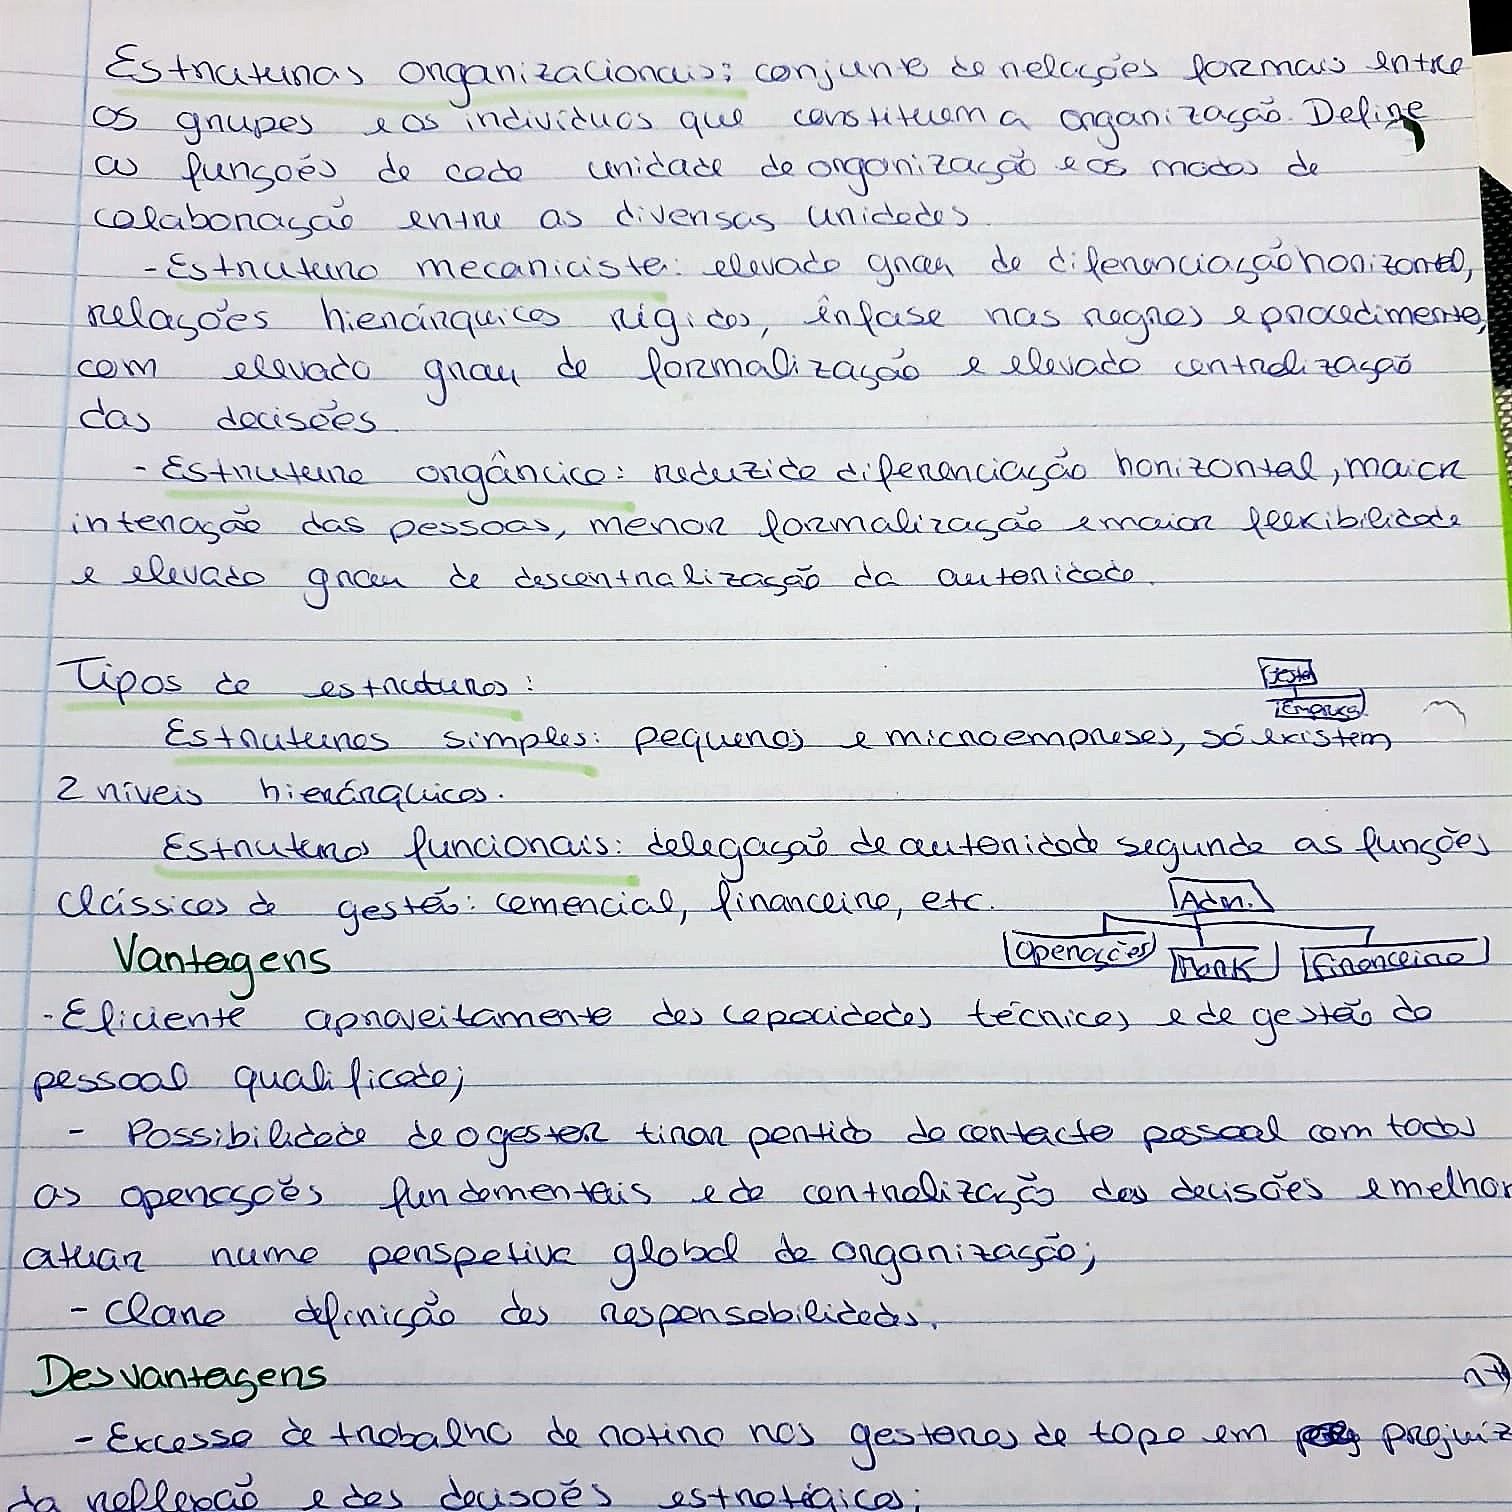 Estruturas organizacionais: conjunto de relações formais entre
os grupos e os indivíduos que constituem a organização. Define
as funções de cada unidade de organização e os modos de
colaboração entre as diversas unidades
- Estrutura mecanicista: elevado grau de diferenciação horizontal,
relações hierárquicas rígidas, ênfase nas regras e procedimento,
com elevado grau de formalização e elevado centralização
das decisões.
- Estrutura orgânica: reduzida diferenciação horizontal, maior
interação das pessoas, menor formalização e maior flexibilidade
e elevado grau de descentralização da autoridade.
Tipos de estruturas:
Gestor
Empresa
Estruturas simples: pequenas e microempresas, só existem
2 níveis hierárquicos.
Estruturas funcionais: delegação de autoridade segundo as funções
clássicas de gestão: comercial, financeira, etc.
Adm.
Operações Mark Financeira
Vantagens
- Eficiente aproveitamento das capacidades técnicas e de gestão do
pessoal qualificado;
- Possibilidade de o gestor tirar partido do contacto pessoal com todas
as operações fundamentais e da centralização das decisões e melhor
atuar numa perspetiva global da organização;
- Clara definição das responsabilidades.
Desvantagens
- Excesso de trabalho de rotina nos gestores de topo em prejuiz
da reflexão e das decisões estratégicas;